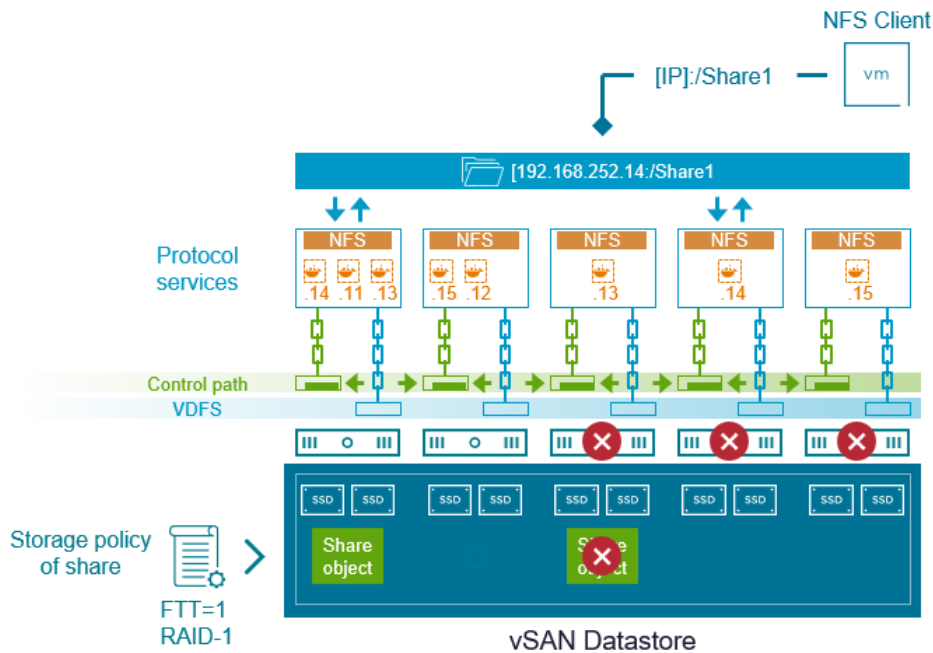 NFS Client
[IP]:/Share1
vm
[192.168.252.14:/Share1
Protocol
services
NFS
.14 .11 .13
NFS
.15 .12
NFS
.13
NFS
.14
NFS
.15
Control path
VDFS
SSD SSD SSD SSD SSD SSD SSD SSD SSD SSD
Storage policy
of share
FTT=1
RAID-1
Share
object
Share
object
vSAN Datastore